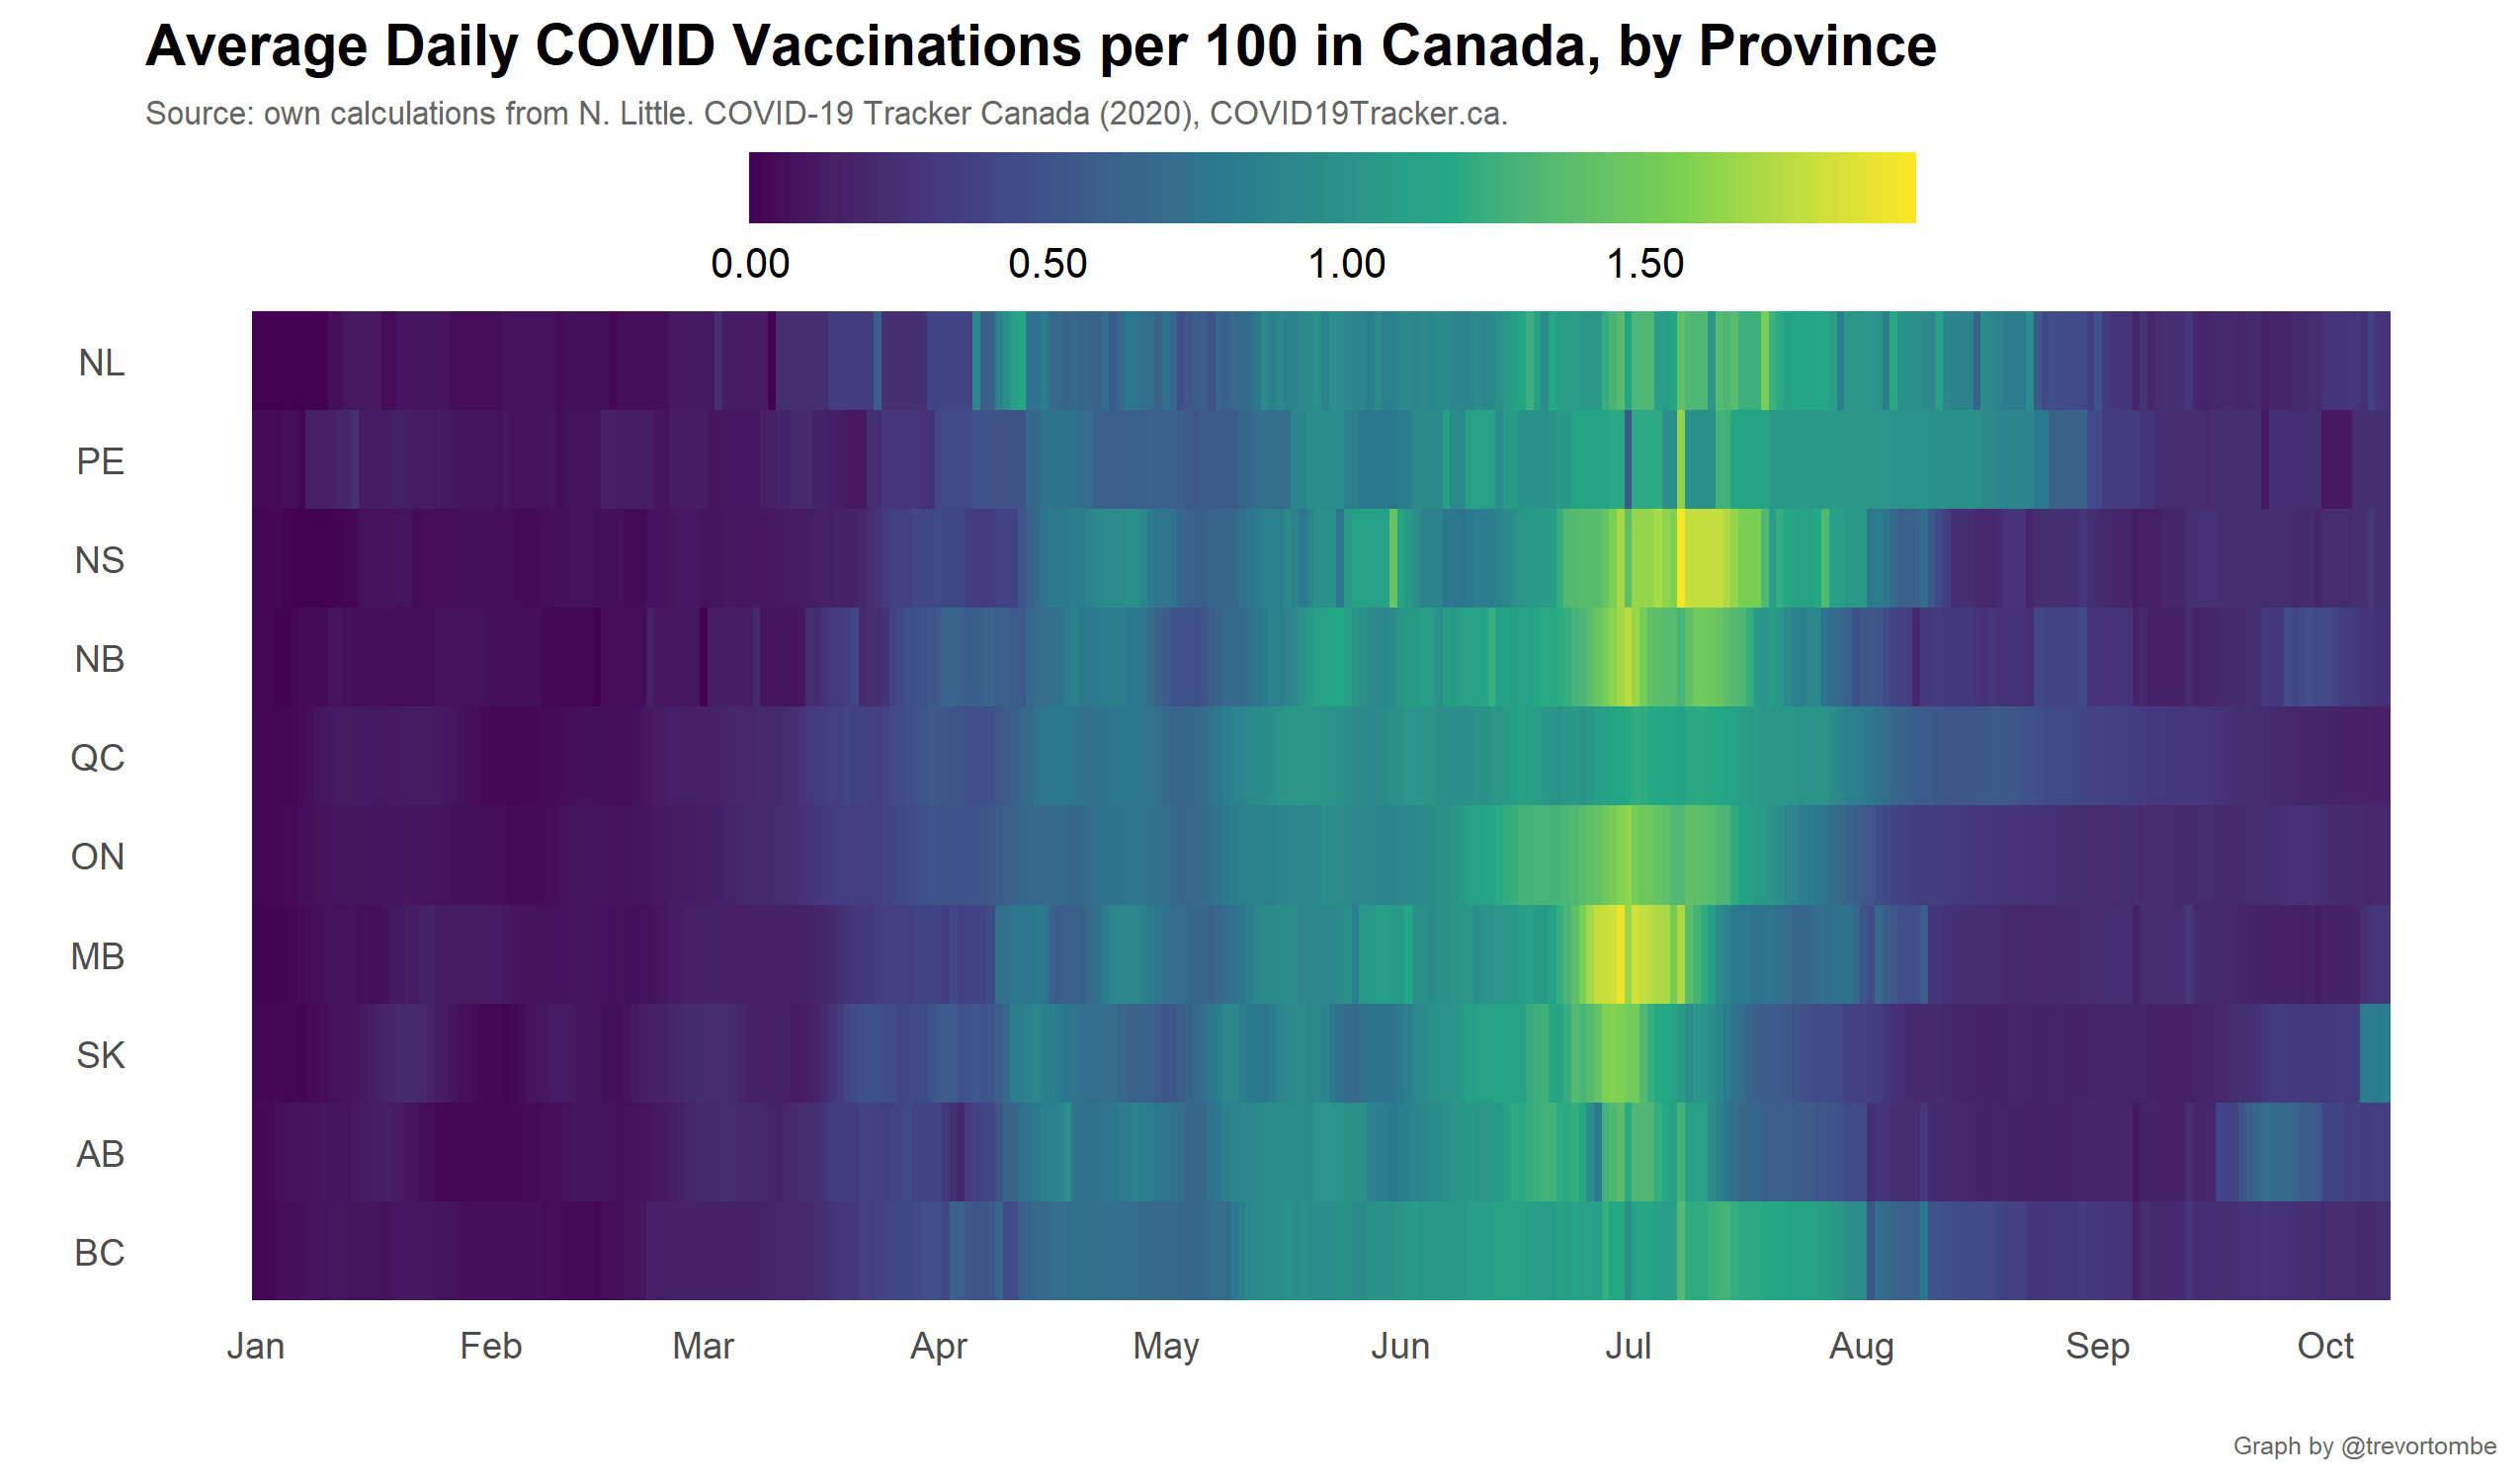 Average Daily COVID Vaccinations per 100 in Canada, by Province
Source: own calculations from N. Little. COVID-19 Tracker Canada (2020), COVID19Tracker.ca.
0.00 0.50 1.00 1.50
NL
PE
NS
NB
QC
ON
MB
SK
AB
BC
Jan Feb Mar Apr May Jun Jul Aug Sep Oct
Graph by @trevortombe